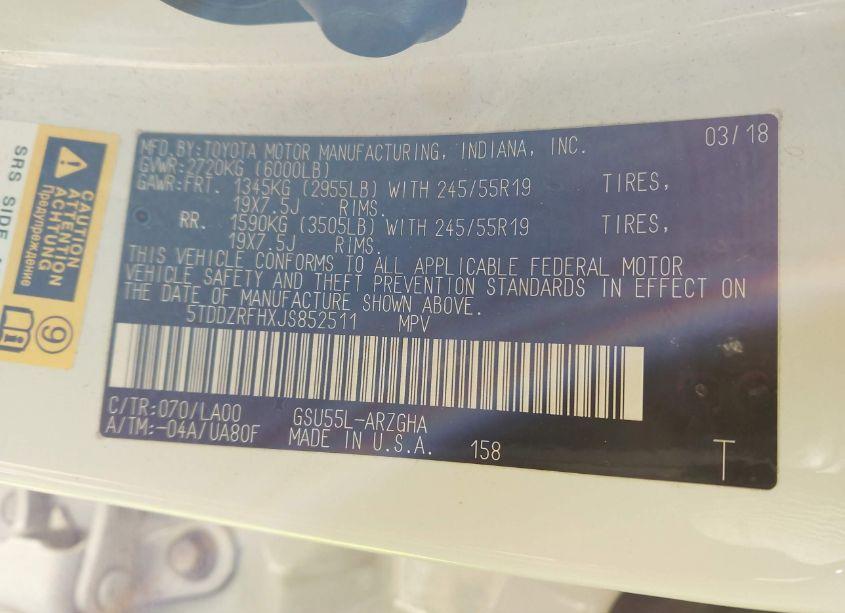 MFD.BY:TOYOTA MOTOR MANUFACTURING, INDIANA, INC. 03/18
GVWR:2720KG (6000LB)
GAWR:FRT. 1345KG (2955LB) WITH 245/55R19 TIRES,
19X7.5J RIMS.
RR. 1590KG (3505LB) WITH 245/55R19 TIRES,
19X7.5J RIMS.
THIS VEHICLE CONFORMS TO ALL APPLICABLE FEDERAL MOTOR
VEHICLE SAFETY AND THEFT PREVENTION STANDARDS IN EFFECT ON
THE DATE OF MANUFACTURE SHOWN ABOVE.
5TDDZRFHXJS852511 MPV
C/TR:070/LA00 GSU55L-ARZGHA
A/TM:-04A/UA80F MADE IN U.S.A. 158 T
CAUTION
ATTENTION
ACHTUNG
Предупреждение
9
SRS SIDE